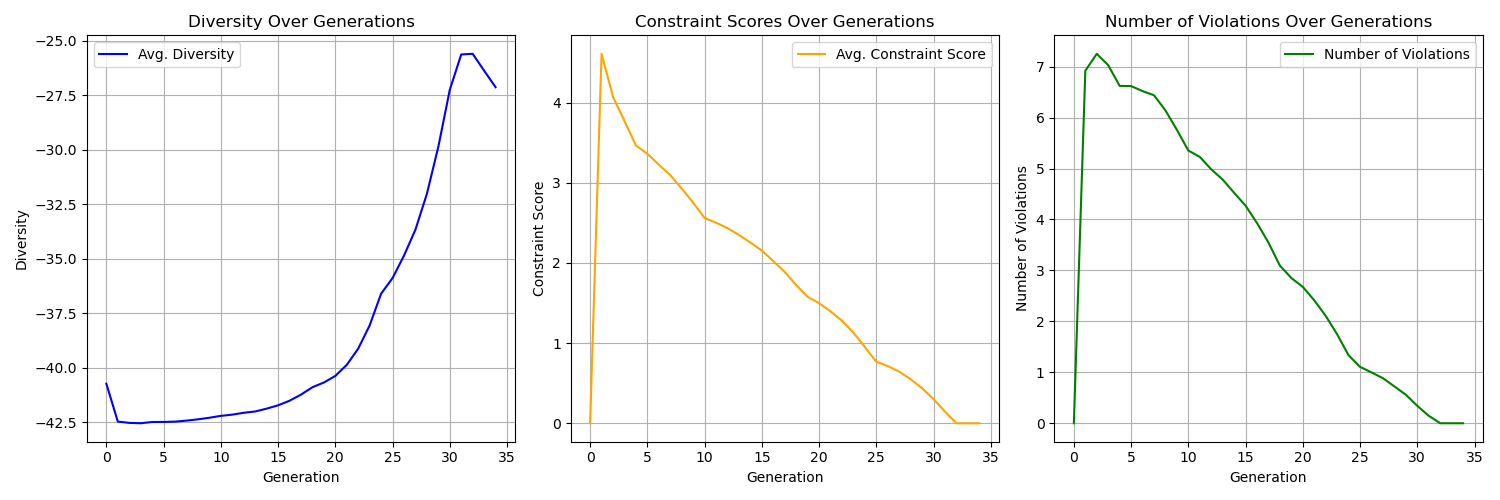 Diversity Over Generations
Avg. Diversity
−25.0
−27.5
−30.0
−32.5
−35.0
−37.5
−40.0
−42.5
Diversity
0 5 10 15 20 25 30 35
Generation
Constraint Scores Over Generations
Avg. Constraint Score
4
3
2
1
0
Constraint Score
0 5 10 15 20 25 30 35
Generation
Number of Violations Over Generations
Number of Violations
7
6
5
4
3
2
1
0
Number of Violations
0 5 10 15 20 25 30 35
Generation